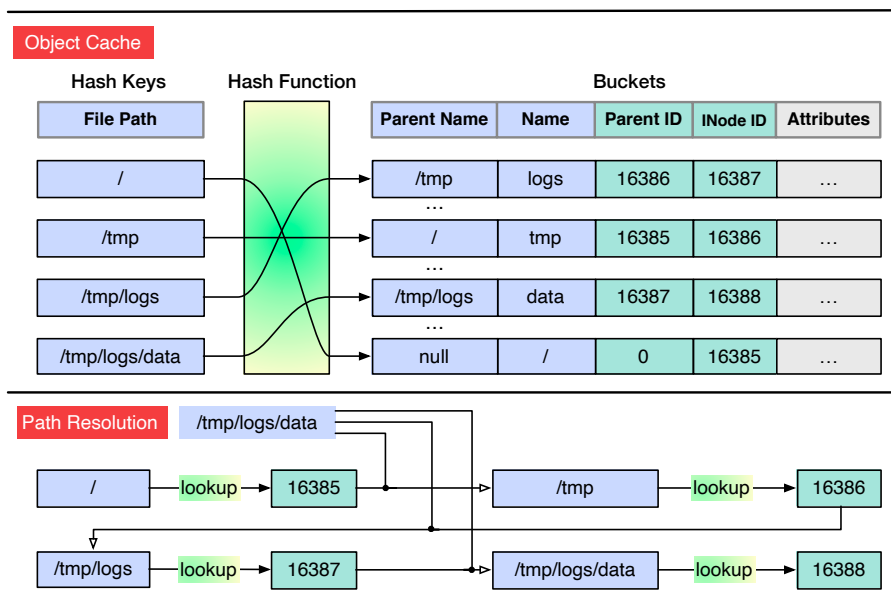 Object Cache
Hash Keys Hash Function Buckets
File Path Parent Name Name Parent ID INode ID Attributes
/ /tmp logs 16386 16387 ...
...
/tmp / tmp 16385 16386 ...
...
/tmp/logs /tmp/logs data 16387 16388 ...
...
/tmp/logs/data null / 0 16385 ...
Path Resolution /tmp/logs/data
/ lookup 16385 /tmp lookup 16386
/tmp/logs lookup 16387 /tmp/logs/data lookup 16388